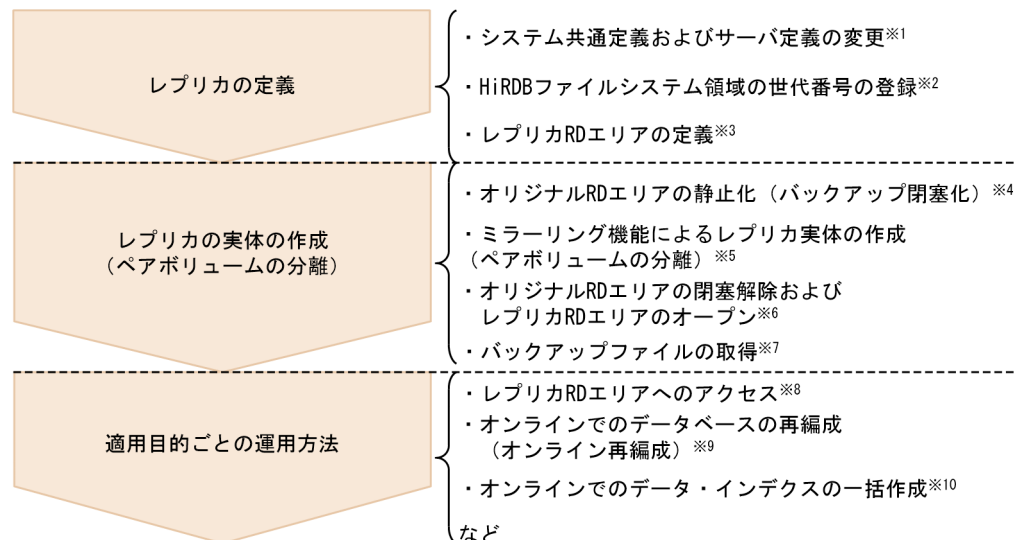 レプリカの定義
・システム共通定義およびサーバ定義の変更※1
・HiRDBファイルシステム領域の世代番号の登録※2
・レプリカRDエリアの定義※3
レプリカの実体の作成
（ペアボリュームの分離）
・オリジナルRDエリアの静止化（バックアップ閉塞化）※4
・ミラーリング機能によるレプリカ実体の作成
（ペアボリュームの分離）※5
・オリジナルRDエリアの閉塞解除および
レプリカRDエリアのオープン※6
・バックアップファイルの取得※7
適用目的ごとの運用方法
・レプリカRDエリアへのアクセス※8
・オンラインでのデータベースの再編成
（オンライン再編成）※9
・オンラインでのデータ・インデクスの一括作成※10
など